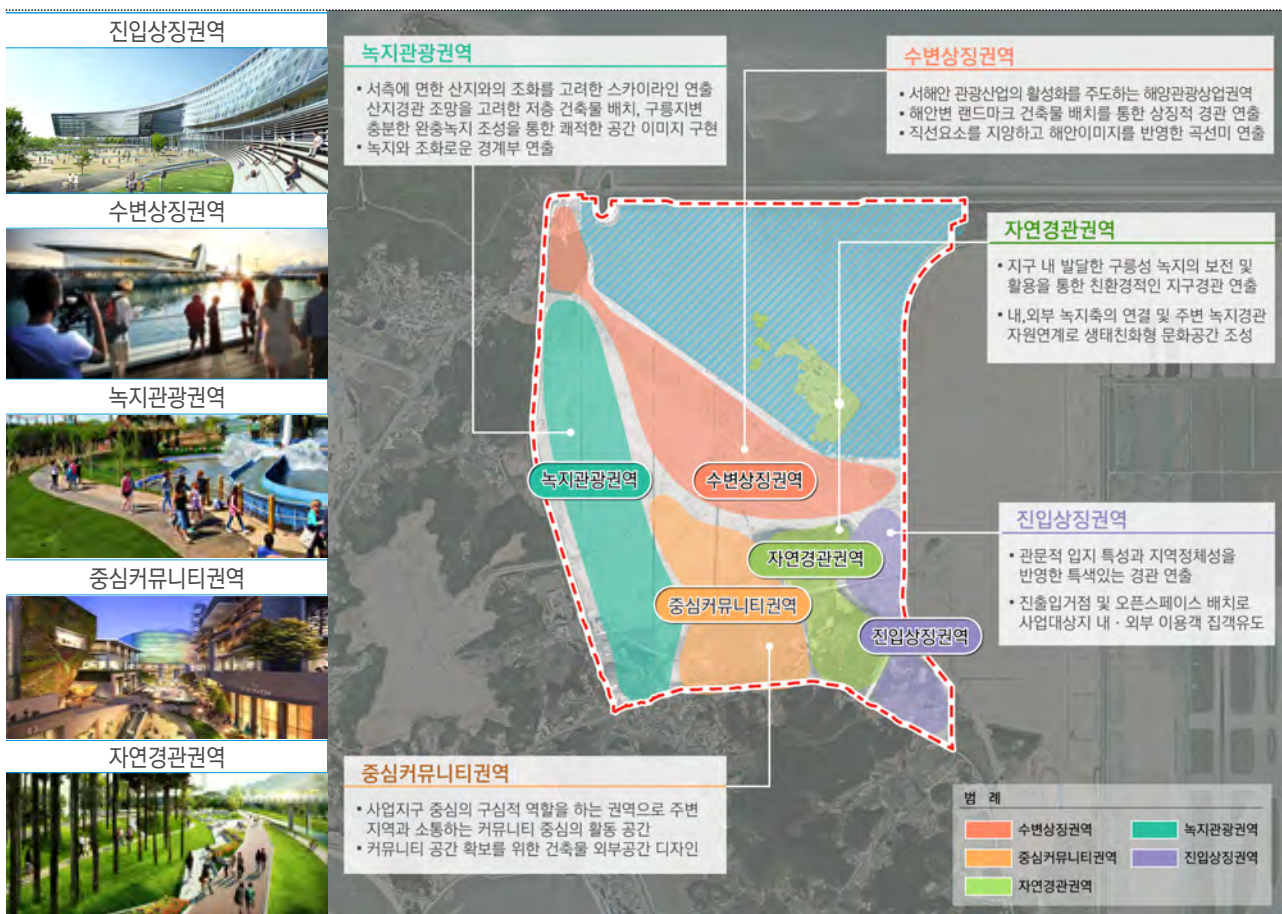 진입상징권역
수변상징권역
녹지관광권역
중심커뮤니티권역
자연경관권역
녹지관광권역
• 서측에 면한 산지와의 조화를 고려한 스카이라인 연출
산지경관 조망을 고려한 저층 건축물 배치, 구릉지변
충분한 완충녹지 조성을 통한 쾌적한 공간 이미지 구현
• 녹지와 조화로운 경계부 연출
수변상징권역
• 서해안 관광산업의 활성화를 주도하는 해양관광상업권역
• 해안변 랜드마크 건축물 배치를 통한 상징적 경관 연출
• 직선요소를 지양하고 해안이미지를 반영한 곡선미 연출
자연경관권역
• 지구 내 발달한 구릉성 녹지의 보전 및
활용을 통한 친환경적인 지구경관 연출
• 내,외부 녹지축의 연결 및 주변 녹지경관
자원연계로 생태친화형 문화공간 조성
녹지관광권역
수변상징권역
자연경관권역
중심커뮤니티권역
진입상징권역
진입상징권역
• 관문적 입지 특성과 지역정체성을
반영한 특색있는 경관 연출
• 진출입거점 및 오픈스페이스 배치로
사업대상지 내 · 외부 이용객 집객유도
중심커뮤니티권역
• 사업지구 중심의 구심적 역할을 하는 권역으로 주변
지역과 소통하는 커뮤니티 중심의 활동 공간
• 커뮤니티 공간 확보를 위한 건축물 외부공간 디자인
범 례
수변상징권역
녹지관광권역
중심커뮤니티권역
진입상징권역
자연경관권역